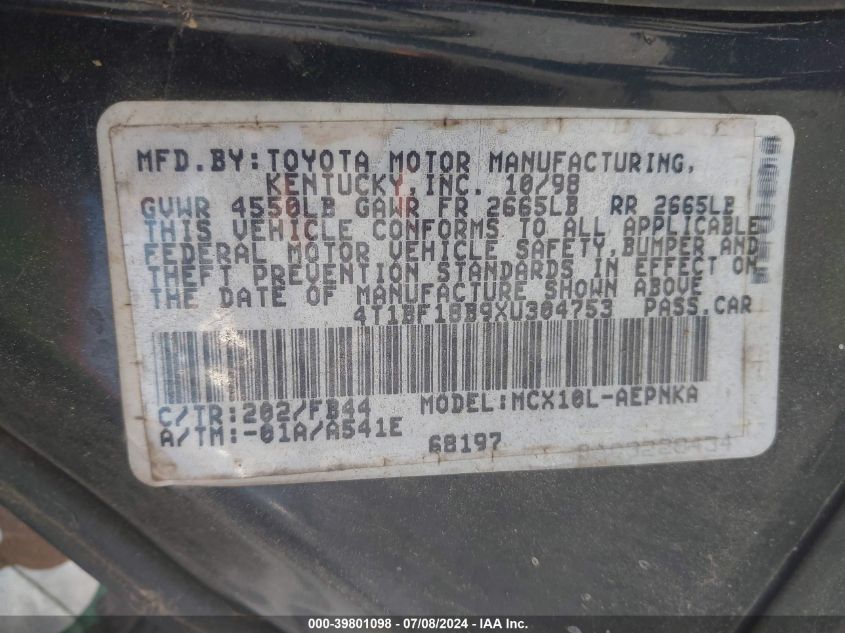 MFD.BY:TOYOTA MOTOR MANUFACTURING,
KENTUCKY,INC. 10/98
GVWR 4550LB GAWR FR 2665LB RR 2665LB
THIS VEHICLE CONFORMS TO ALL APPLICABLE
FEDERAL MOTOR VEHICLE SAFETY,BUMPER AND
THEFT PREVENTION STANDARDS IN EFFECT ON
THE DATE OF MANUFACTURE SHOWN ABOVE
4T1BF18B9XU304753 PASS.CAR
C/TR:202/FB44 MODEL:MCX10L-AEPNKA
A/TM:-01A/A541E 68197
000-39801098 - 07/08/2024 - IAA Inc.